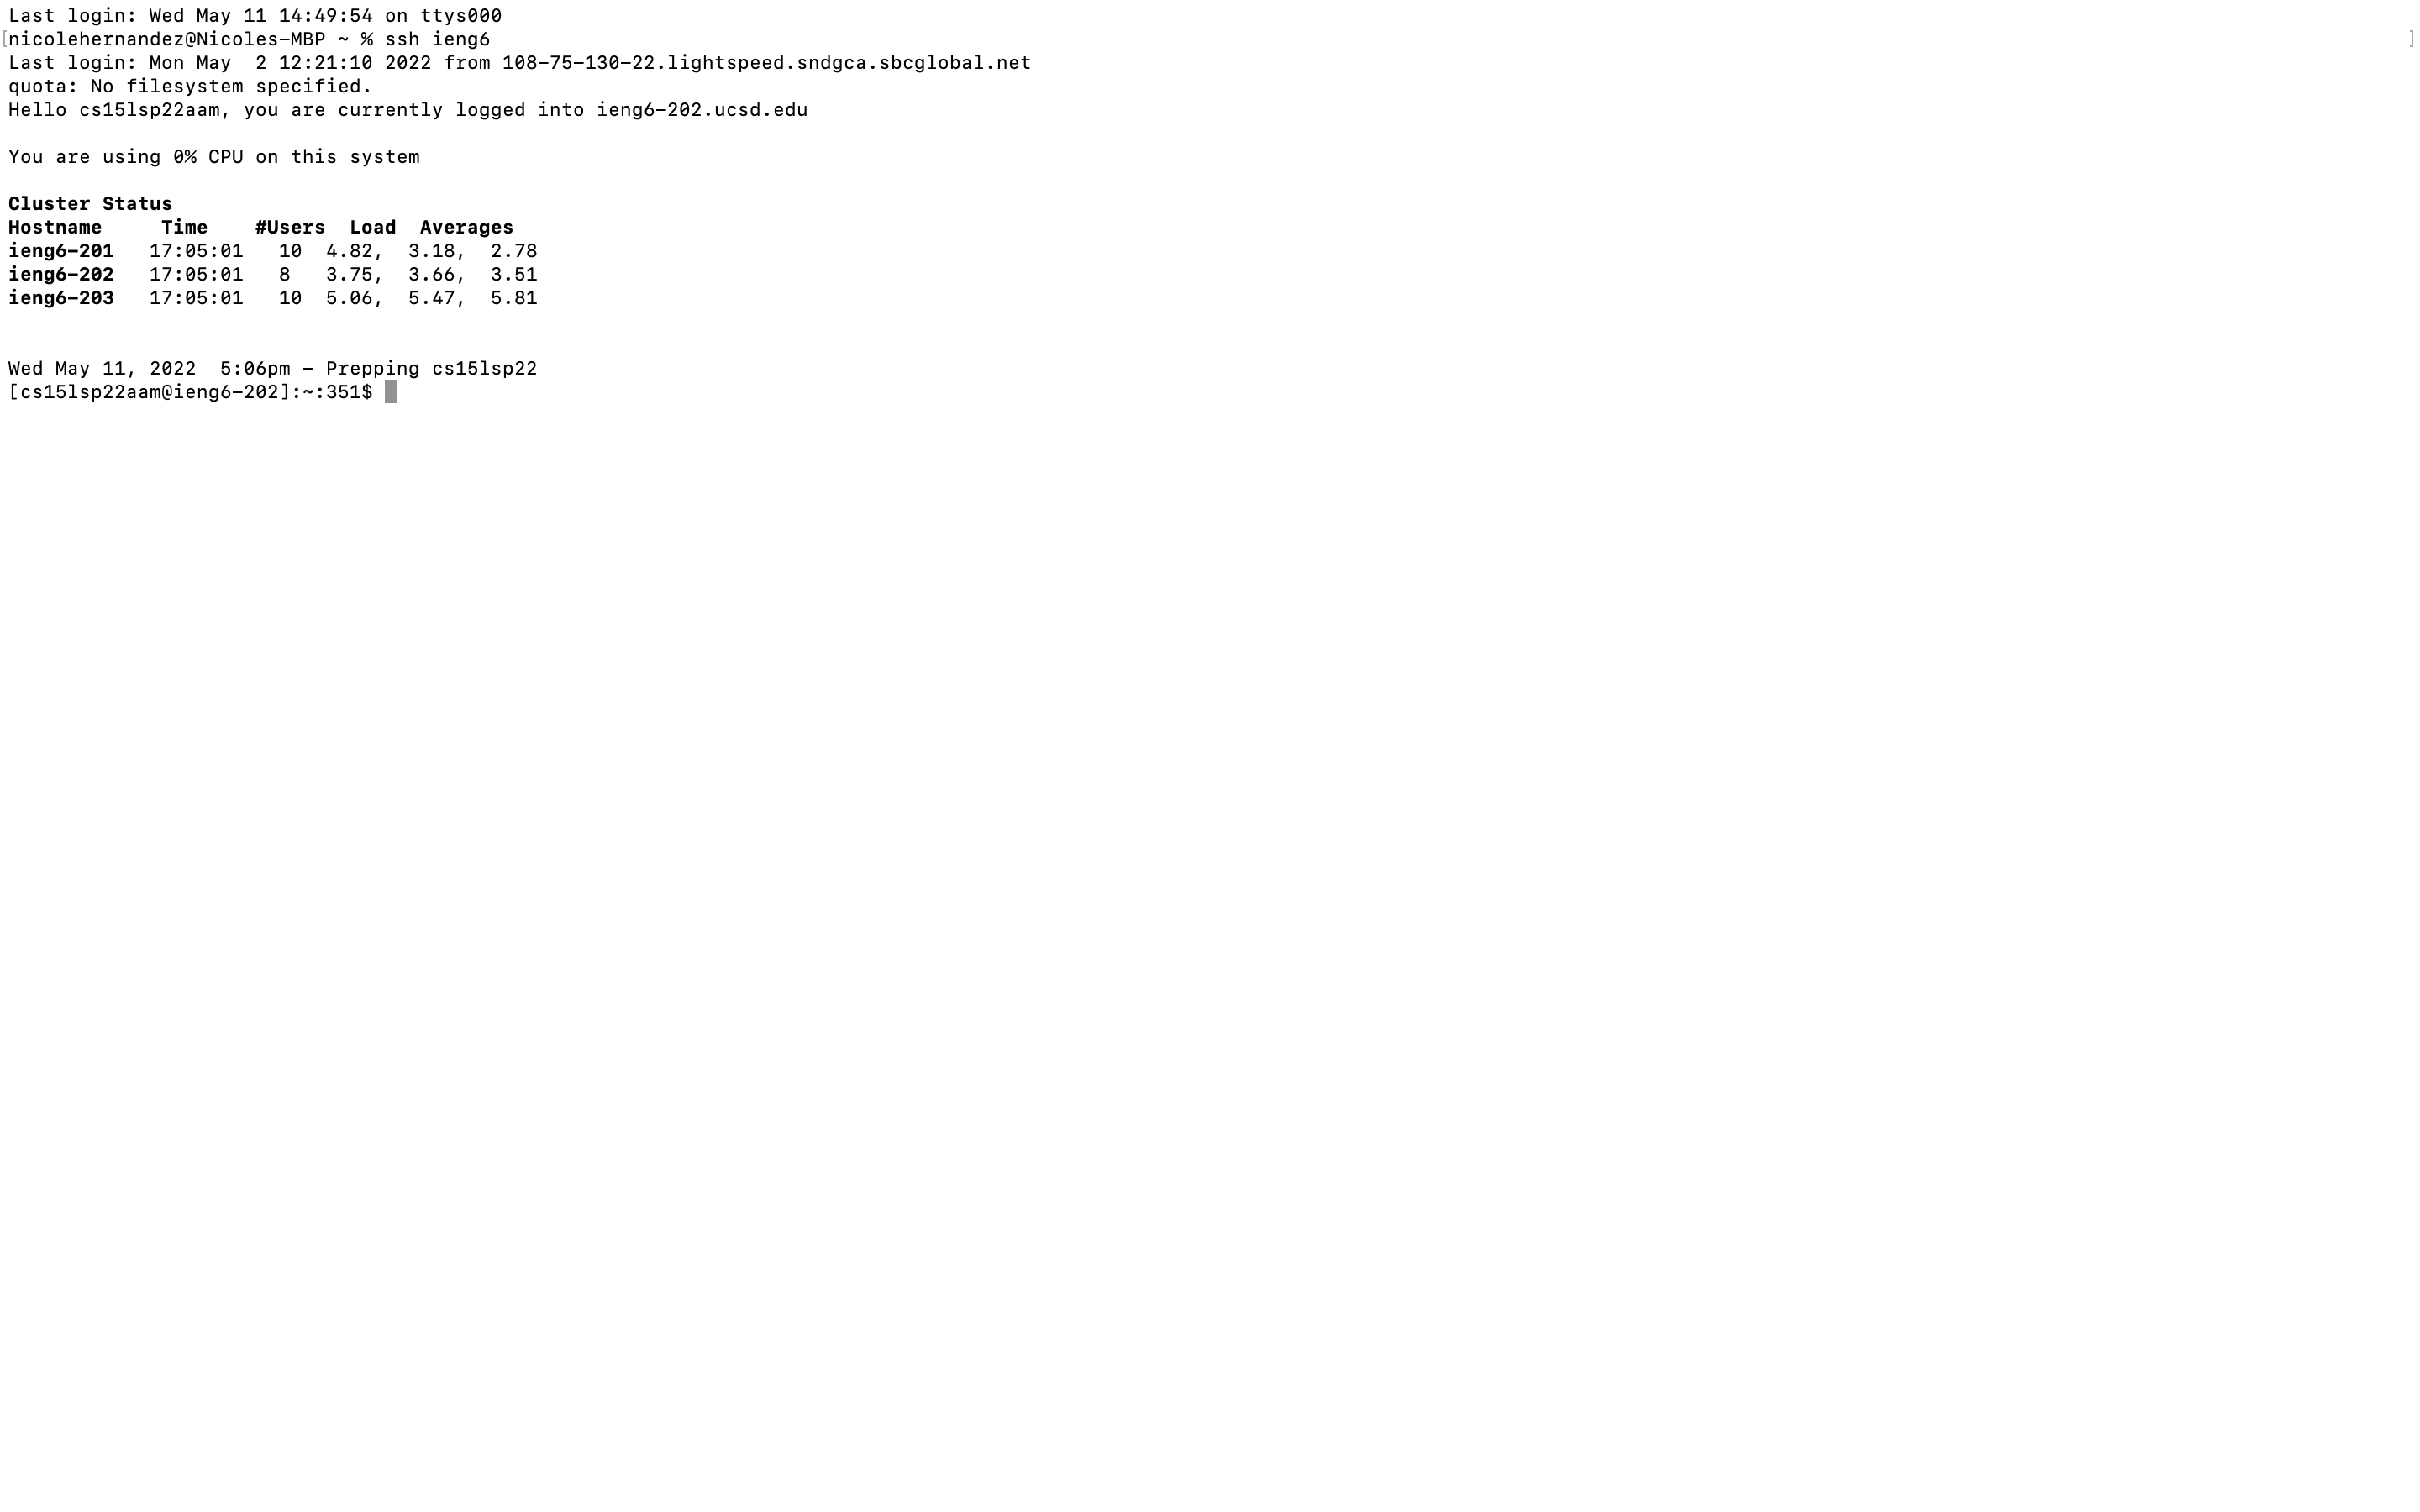 Last login: Wed May 11 14:49:54 on ttys000
[nicolehernandez@Nicoles-MBP ~ % ssh ieng6 ]
Last login: Mon May  2 12:21:10 2022 from 108-75-130-22.lightspeed.sndgca.sbcglobal.net
quota: No filesystem specified.
Hello cs15lsp22aam, you are currently logged into ieng6-202.ucsd.edu
You are using 0% CPU on this system
Cluster Status
Hostname     Time    #Users  Load  Averages
ieng6-201   17:05:01   10  4.82,  3.18,  2.78
ieng6-202   17:05:01   8   3.75,  3.66,  3.51
ieng6-203   17:05:01   10  5.06,  5.47,  5.81
Wed May 11, 2022  5:06pm - Prepping cs15lsp22
[cs15lsp22aam@ieng6-202]:~:351$